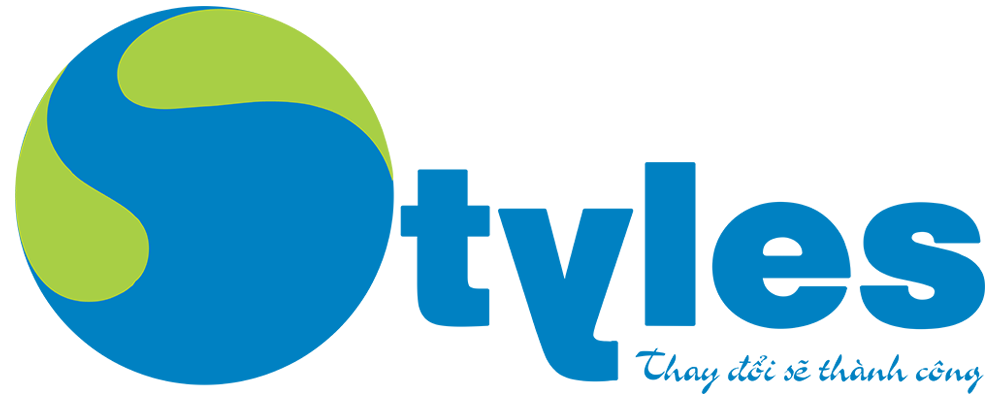 Styles
Thay đổi sẽ thành công